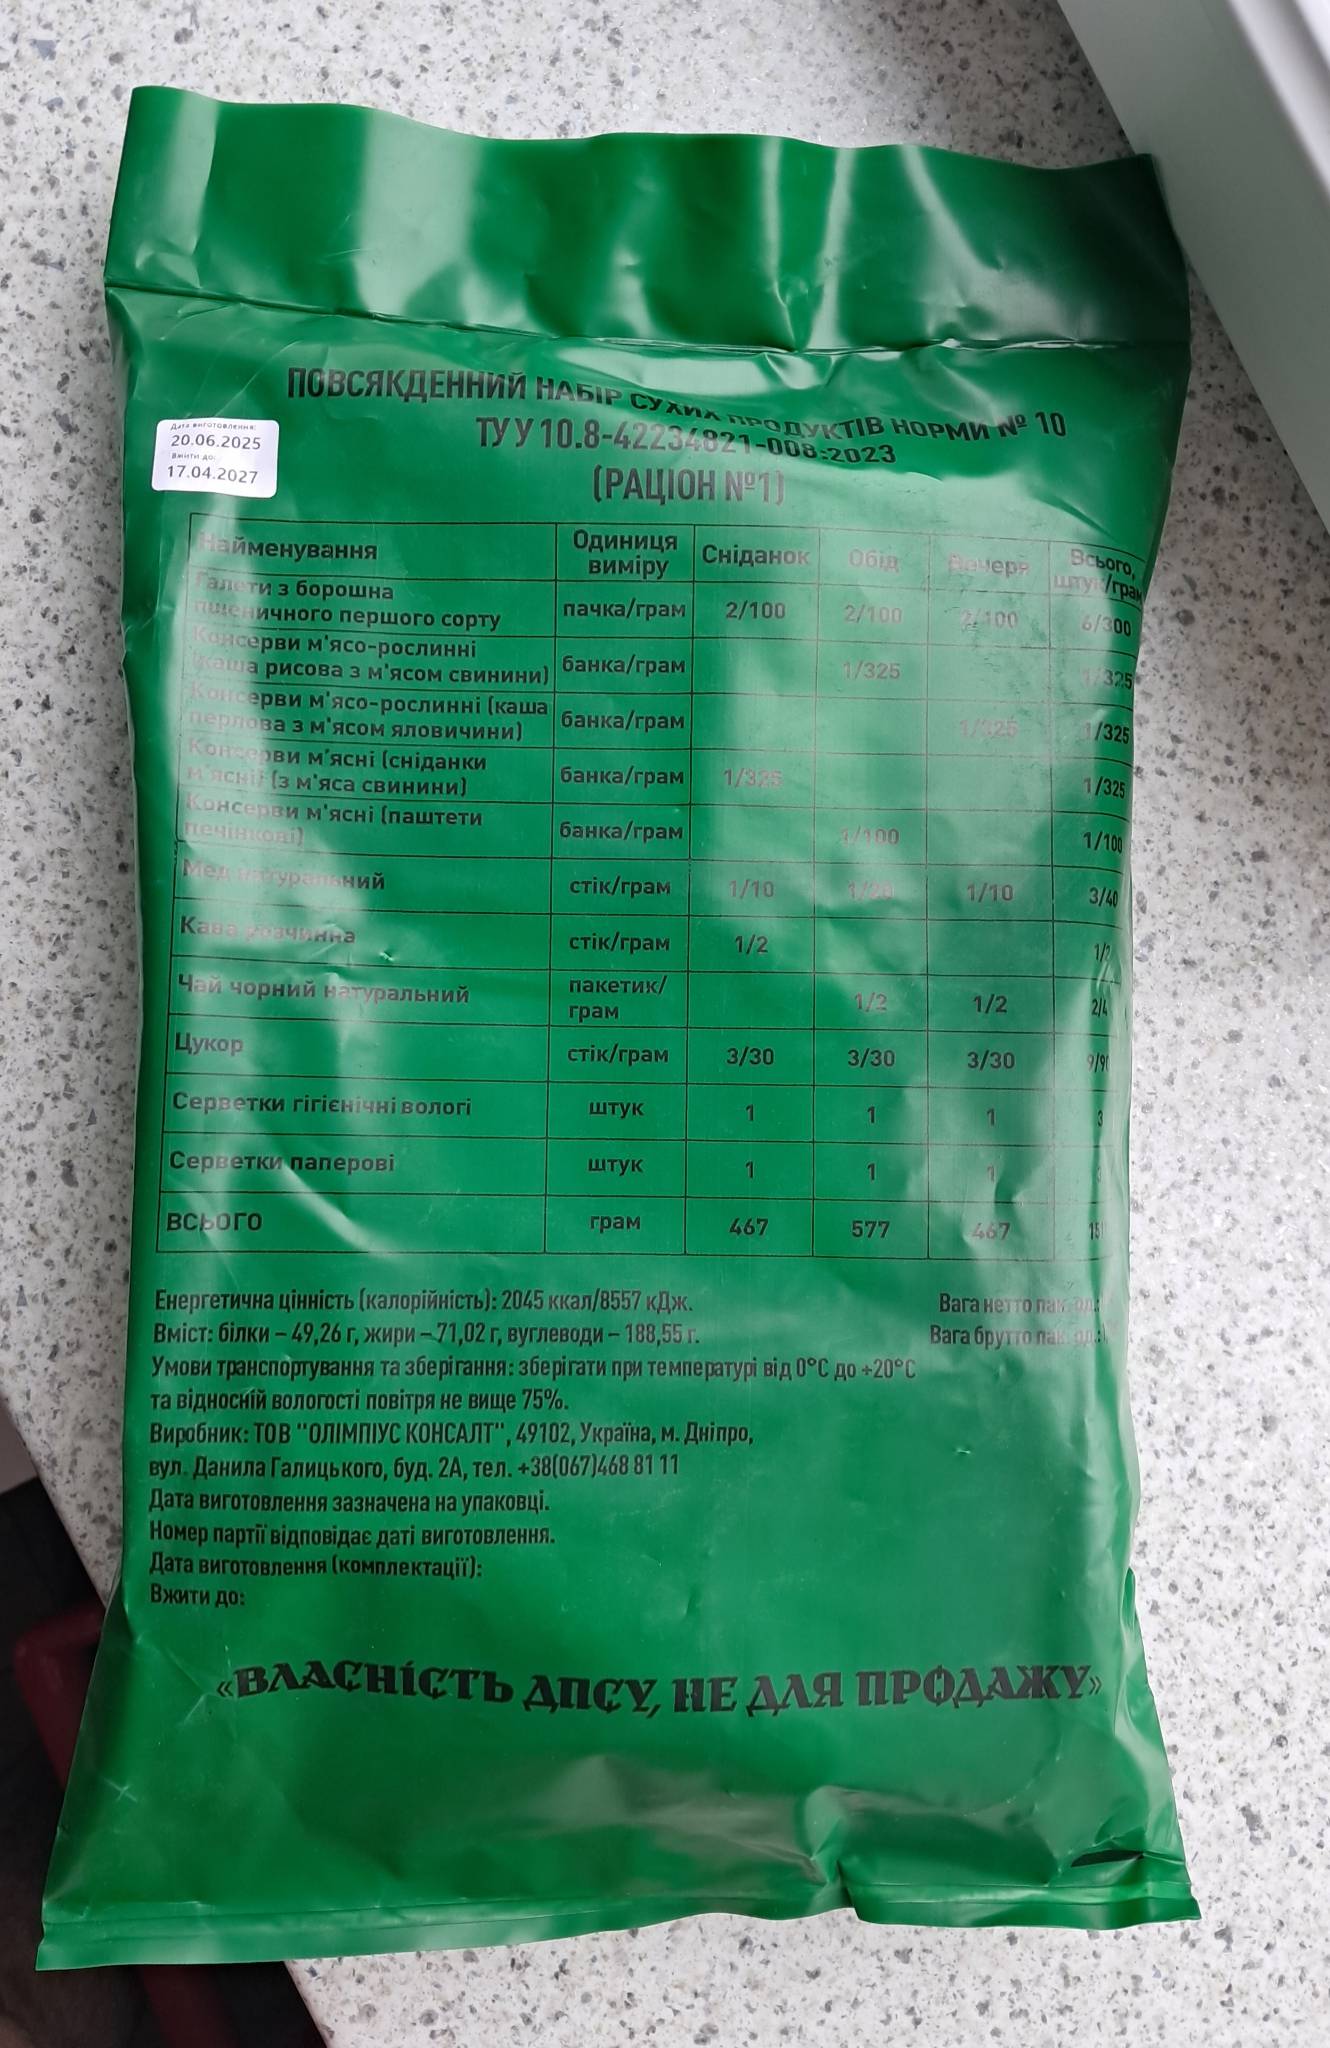 ПОВСЯКДЕННИЙ НАБІР СУХИХ ПРОДУКТІВ НОРМИ № 10
ТУ У 10.8-42234821-008:2023
(РАЦІОН №1)
Дата виготовлення:
20.06.2025
Вжити до:
17.04.2027
Найменування Одиниця виміру Сніданок Обід Вечеря Всього, штук/грам
Галети з борошна пшеничного першого сорту пачка/грам 2/100 2/100 2/100 6/300
Консерви м'ясо-рослинні (каша рисова з м'ясом свинини) банка/грам 1/325 1/325
Консерви м'ясо-рослинні (каша перлова з м'ясом яловичини) банка/грам 1/325 1/325
Консерви м'ясні (сніданки м'ясні) (з м'яса свинини) банка/грам 1/325 1/325
Консерви м'ясні (паштети печінкові) банка/грам 1/100 1/100
Мед натуральний стік/грам 1/10 1/20 1/10 3/40
Кава розчинна стік/грам 1/2 1/2
Чай чорний натуральний пакетик/грам 1/2 1/2 2/4
Цукор стік/грам 3/30 3/30 3/30 9/90
Серветки гігієнічні вологі штук 1 1 1 3
Серветки паперові штук 1 1 1 3
ВСЬОГО грам 467 577 467
Енергетична цінність (калорійність): 2045 ккал/8557 кДж.
Вага нетто пак. од.:
Вміст: білки – 49,26 г, жири – 71,02 г, вуглеводи – 188,55 г.
Вага брутто пак. од.:
Умови транспортування та зберігання: зберігати при температурі від 0°С до +20°С
та відносній вологості повітря не вище 75%.
Виробник: ТОВ "ОЛІМПІУС КОНСАЛТ", 49102, Україна, м. Дніпро,
вул. Данила Галицького, буд. 2А, тел. +38(067)468 81 11
Дата виготовлення зазначена на упаковці.
Номер партії відповідає даті виготовлення.
Дата виготовлення (комплектації):
Вжити до:
«ВЛАСНІСТЬ ДПСУ, НЕ ДЛЯ ПРОДАЖУ»